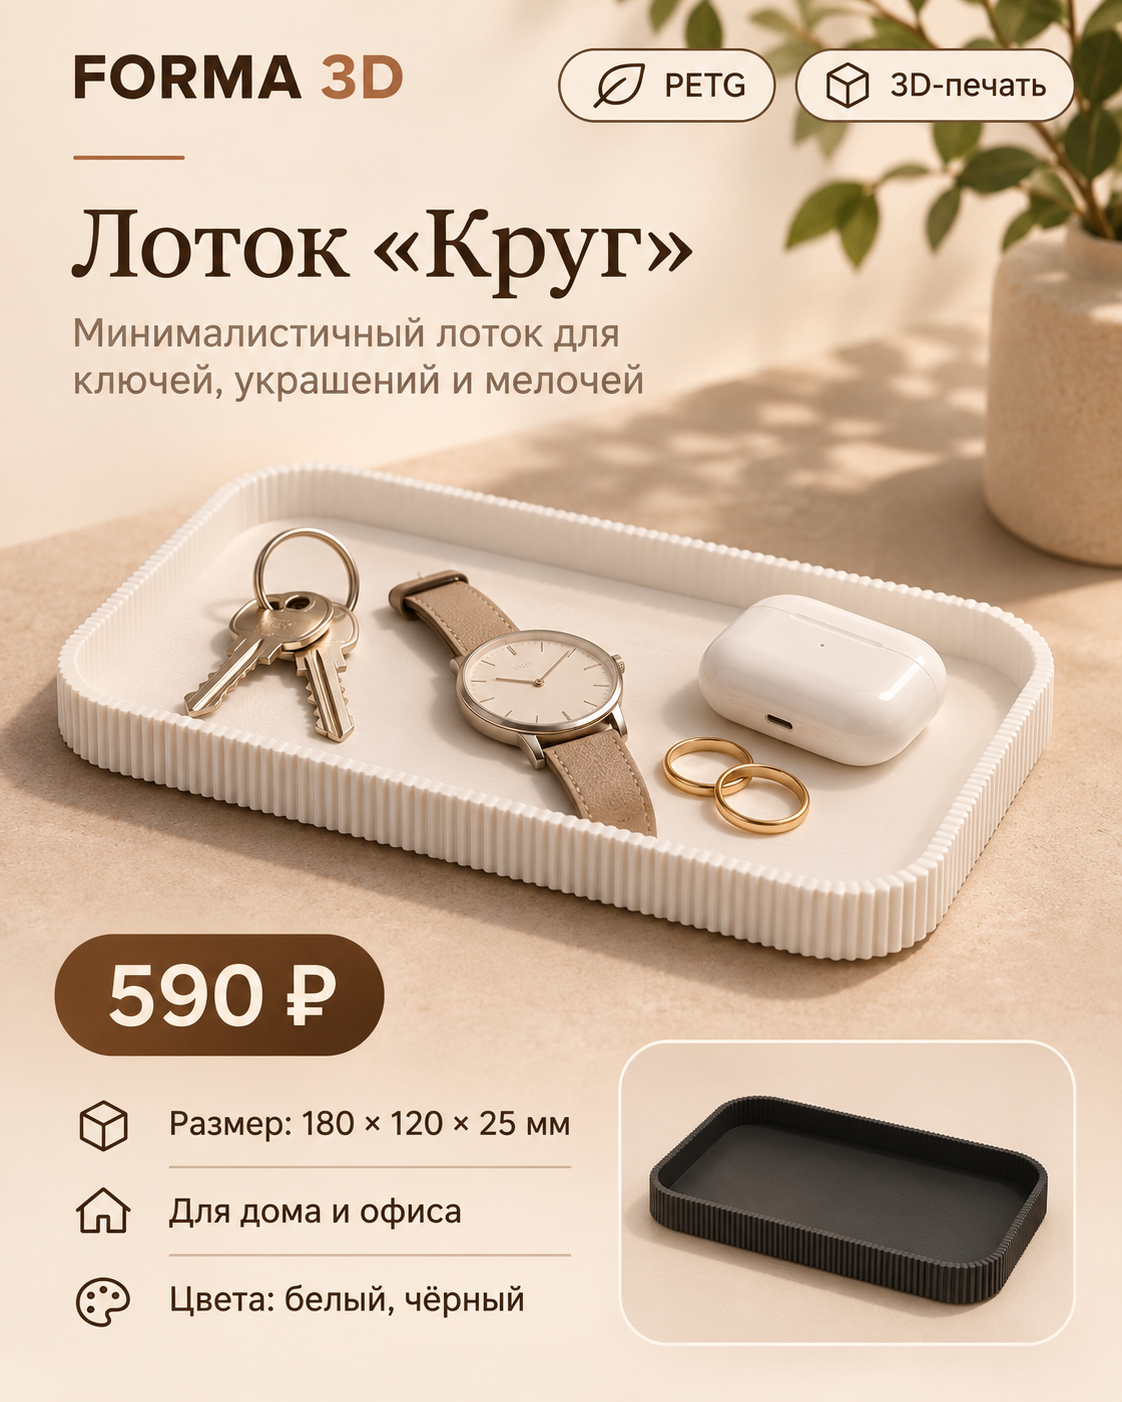 FORMA 3D
PETG
3D-печать
Лоток «Круг»
Минималистичный лоток для
ключей, украшений и мелочей
590 ₽
Размер: 180 × 120 × 25 мм
Для дома и офиса
Цвета: белый, чёрный